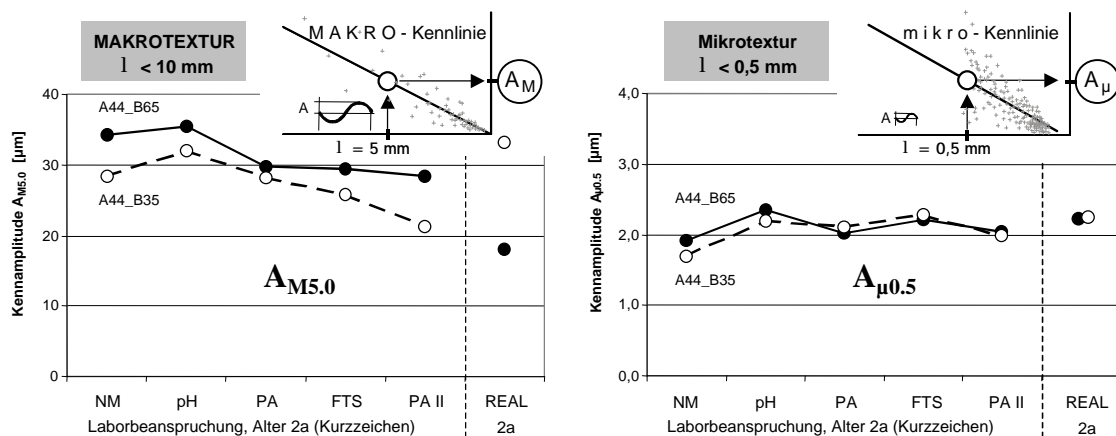 MAKROTEXTUR
l < 10 mm
M A K R O - Kennlinie
A_M
A
l = 5 mm
Kennamplitude A_M5.0 [µm]
40
30
20
10
0
A44_B65
A44_B35
A_M5.0
NM pH PA FTS PA II REAL
Laborbeanspruchung, Alter 2a (Kurzzeichen) 2a
Mikrotextur
l < 0,5 mm
m i k r o - Kennlinie
A_µ
A
l = 0,5 mm
Kennamplitude A_µ0.5 [µm]
4,0
3,0
2,0
1,0
0,0
A44_B65
A44_B35
A_µ0.5
NM pH PA FTS PA II REAL
Laborbeanspruchung, Alter 2a (Kurzzeichen) 2a